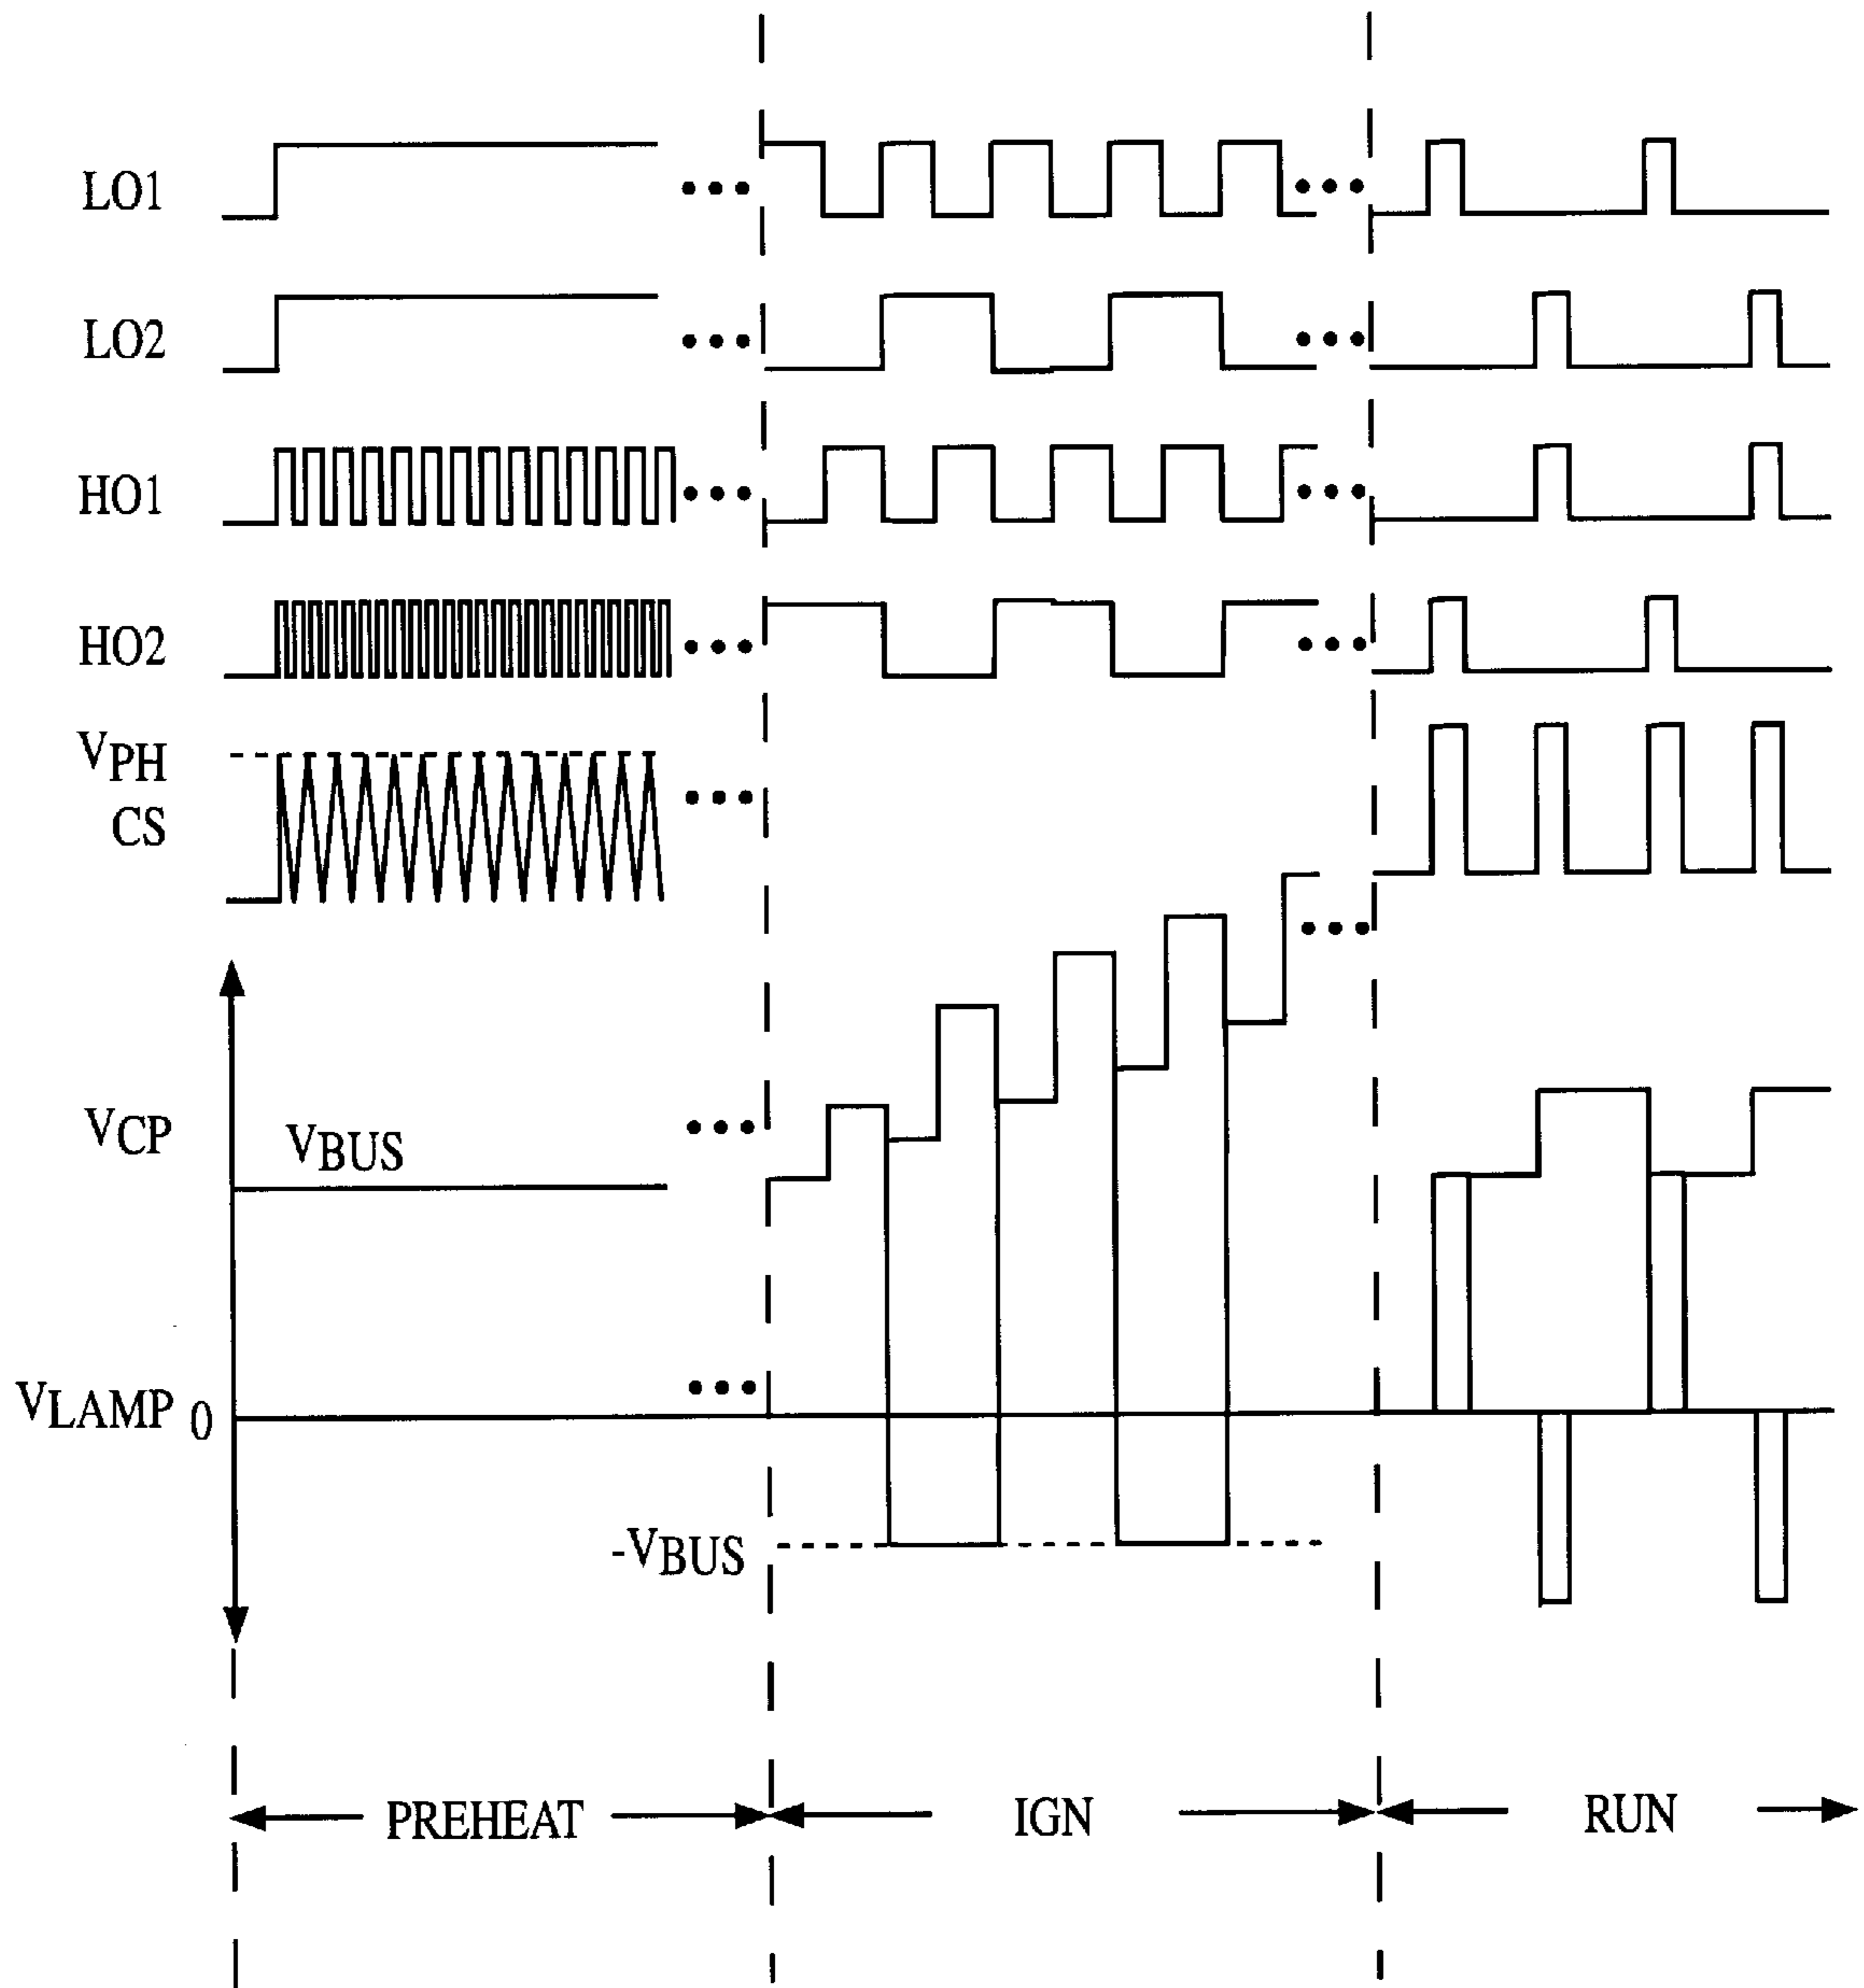 LO1
LO2
HO1
HO2
VPH
CS
VCP
VBUS
VLAMP 0
-VBUS
PREHEAT
IGN
RUN